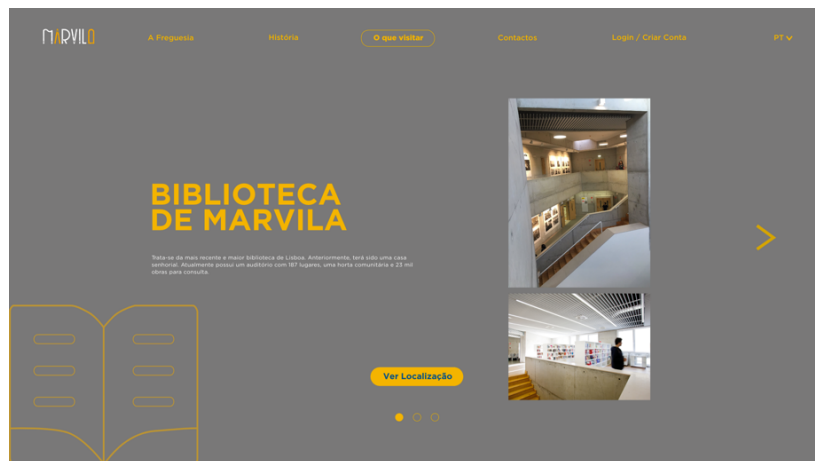 MARVILA
A Freguesia
História
O que visitar
Contactos
Login / Criar Conta
PT
BIBLIOTECA
DE MARVILA
Trata-se da mais recente e maior biblioteca de Lisboa. Anteriormente, terá sido uma casa
senhorial. Atualmente possui um auditório com 187 lugares, uma horta comunitária e 23 mil
obras para consulta.
Ver Localização